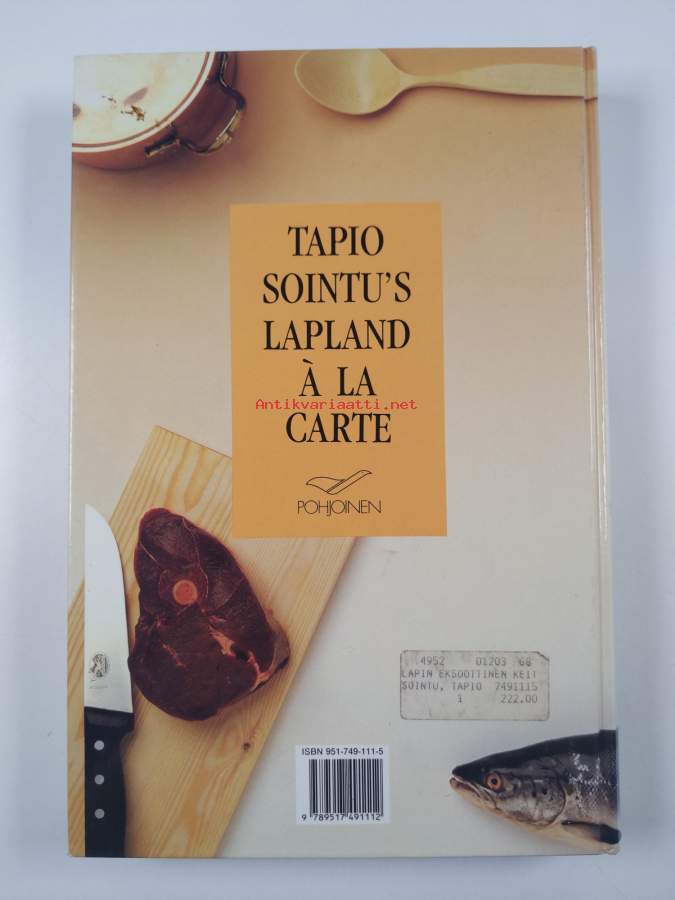 TAPIO
SOINTU'S
LAPLAND
À LA
Antikvariaatti.net
CARTE
POHJOINEN
4952 01203 68
LAPIN EKSOOTTINEN KEIT
SOINTU, TAPIO 7491115
1 222.00
ISBN 951-749-111-5
9 789517 491112